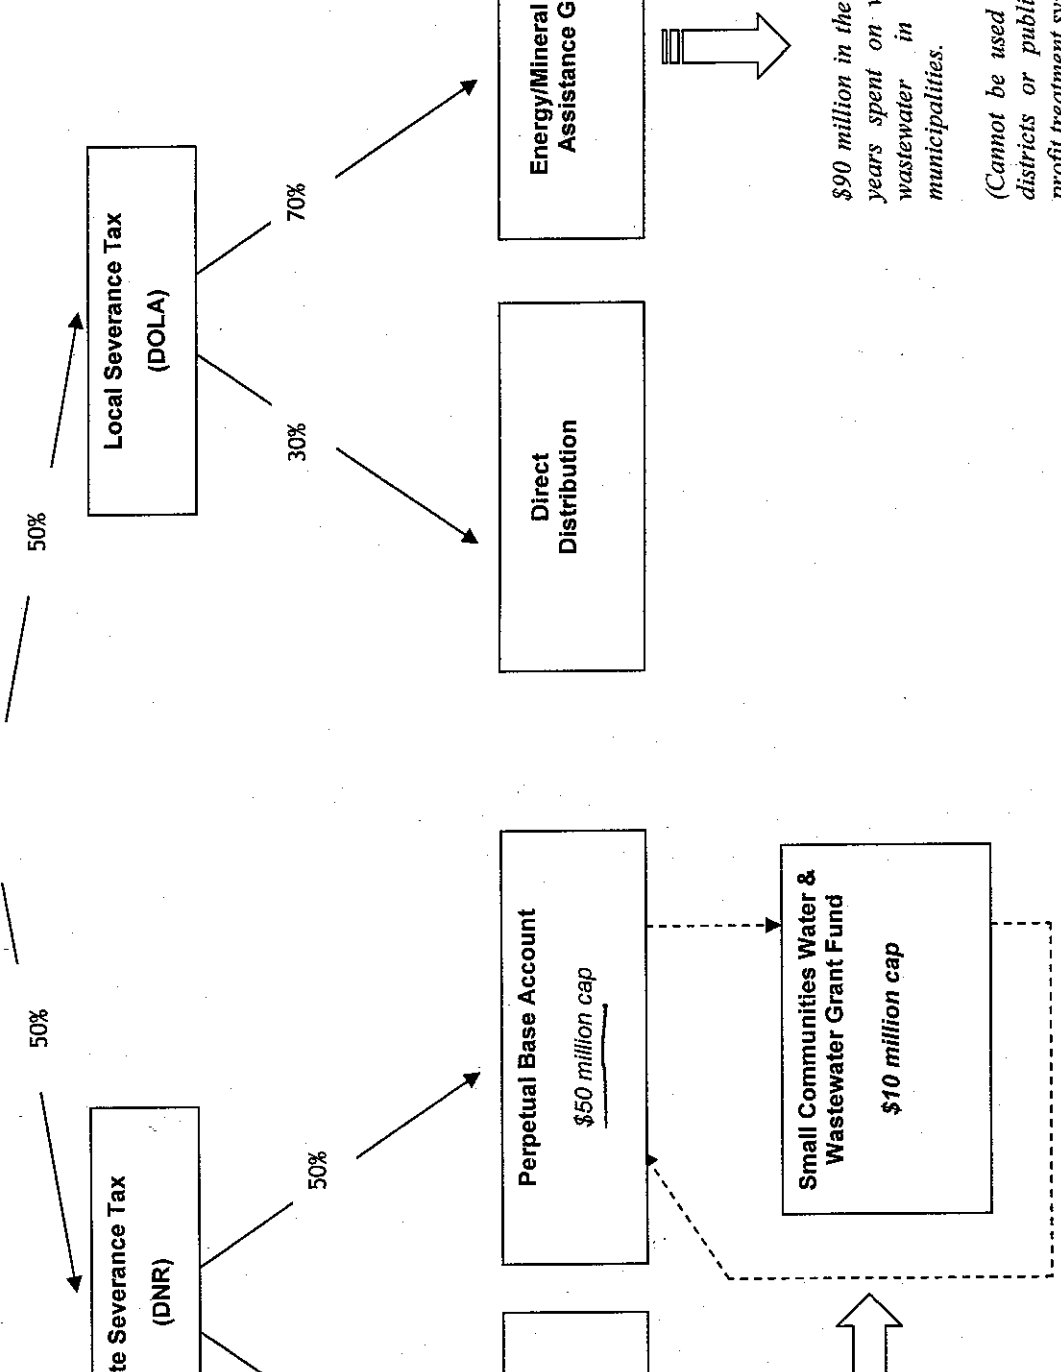 50%
50%
Severance Tax
(DNR)
Local Severance Tax
(DOLA)
50%
30%
70%
Perpetual Base Account
$50 million cap
Direct
Distribution
Energy/Mineral
Assistance
Small Communities Water &
Wastewater Grant Fund
$10 million cap
$90 million in the
years spent on
wastewater in
municipalities.
(Cannot be used
districts or
treatment